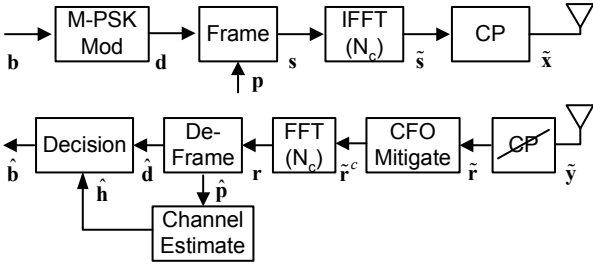 M-PSK
Mod
Frame
IFFT
(N_c)
CP
b
d
p
s
s̃
x̃
Decision
De-
Frame
FFT
(N_c)
CFO
Mitigate
CP
b̂
ĥ
d̂
p̂
r
r̃^c
r̃
ỹ
Channel
Estimate